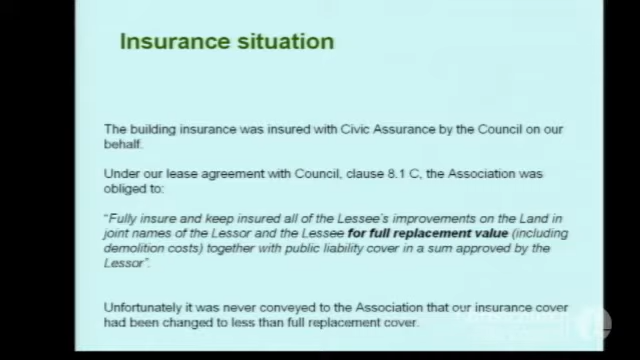 Insurance situation
The building insurance was insured with Civic Assurance by the Council on our
behalf.
Under our lease agreement with Council, clause 8.1 C, the Association was
obliged to:
“Fully insure and keep insured all of the Lessee's improvements on the Land in
joint names of the Lessor and the Lessee for full replacement value (including
demolition costs) together with public liability cover in a sum approved by the
Lessor”.
Unfortunately it was never conveyed to the Association that our insurance cover
had been changed to less than full replacement cover.